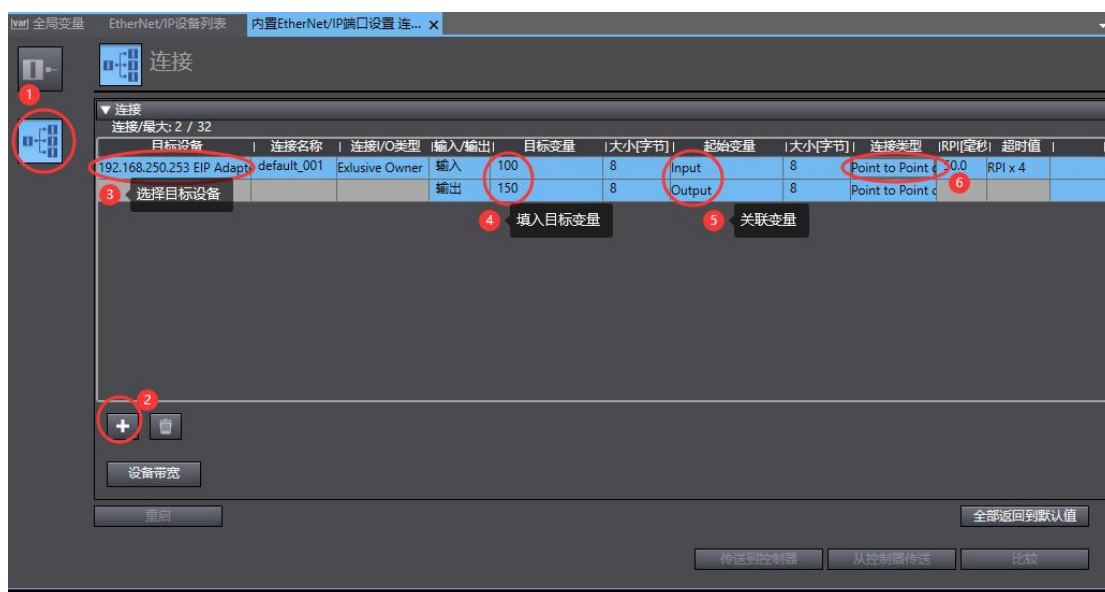 var 全局变量 EtherNet/IP设备列表 内置EtherNet/IP端口设置 连...
连接
1
▼连接
连接/最大: 2 / 32
目标设备 连接名称 连接I/O类型 输入/输出 目标变量 大小[字节] 起始变量 大小[字节] 连接类型 RPI[毫秒] 超时值
192.168.250.253 EIP Adapt default_001 Exlusive Owner 输入 100 8 Input 8 Point to Point 50.0 RPI x 4
输出 150 8 Output 8 Point to Point c
3 选择目标设备
6
4 填入目标变量
5 关联变量
2
设备带宽
重启
全部返回到默认值
传送到控制器 从控制器传送 比较